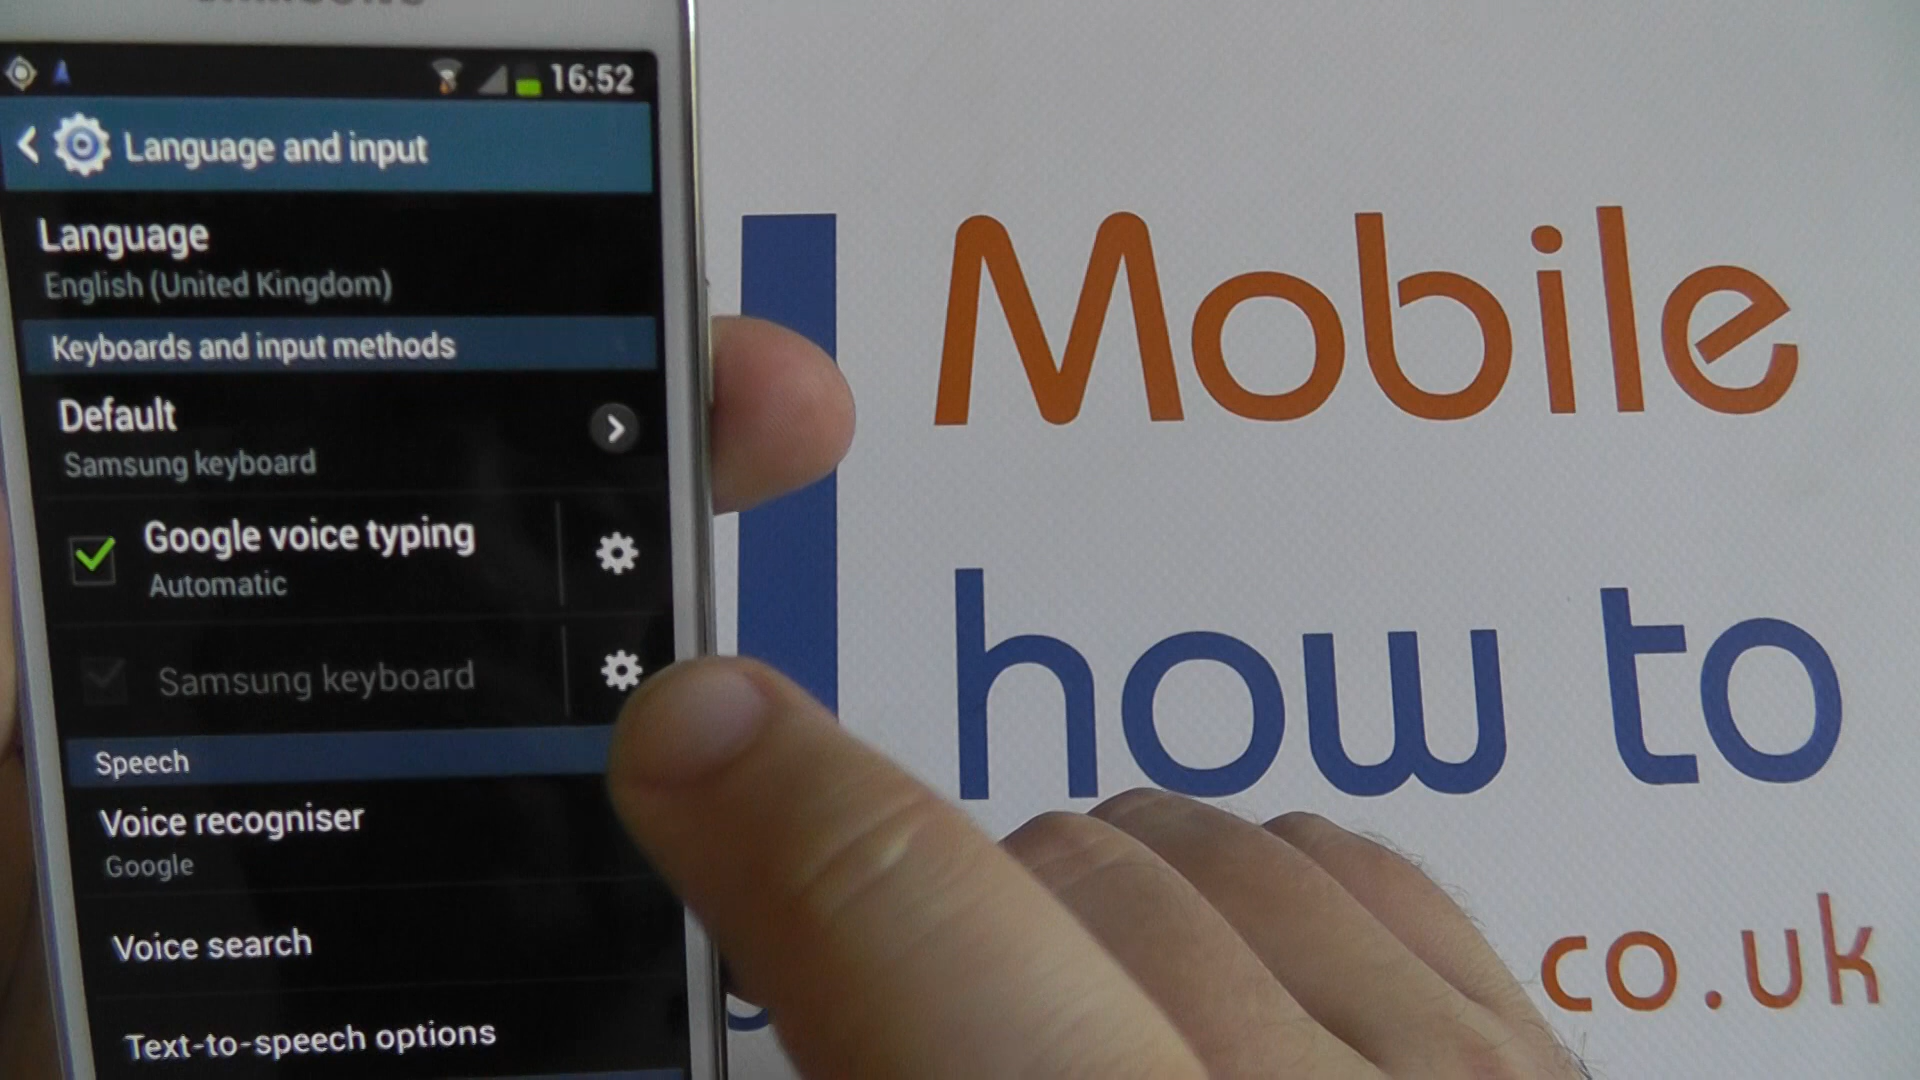 SAMSUNG
16:52
Language and input
Language
English (United Kingdom)
Keyboards and input methods
Default
Samsung keyboard
Google voice typing
Automatic
Samsung keyboard
Speech
Voice recogniser
Google
Voice search
Text-to-speech options
Mobile
how to
co.uk